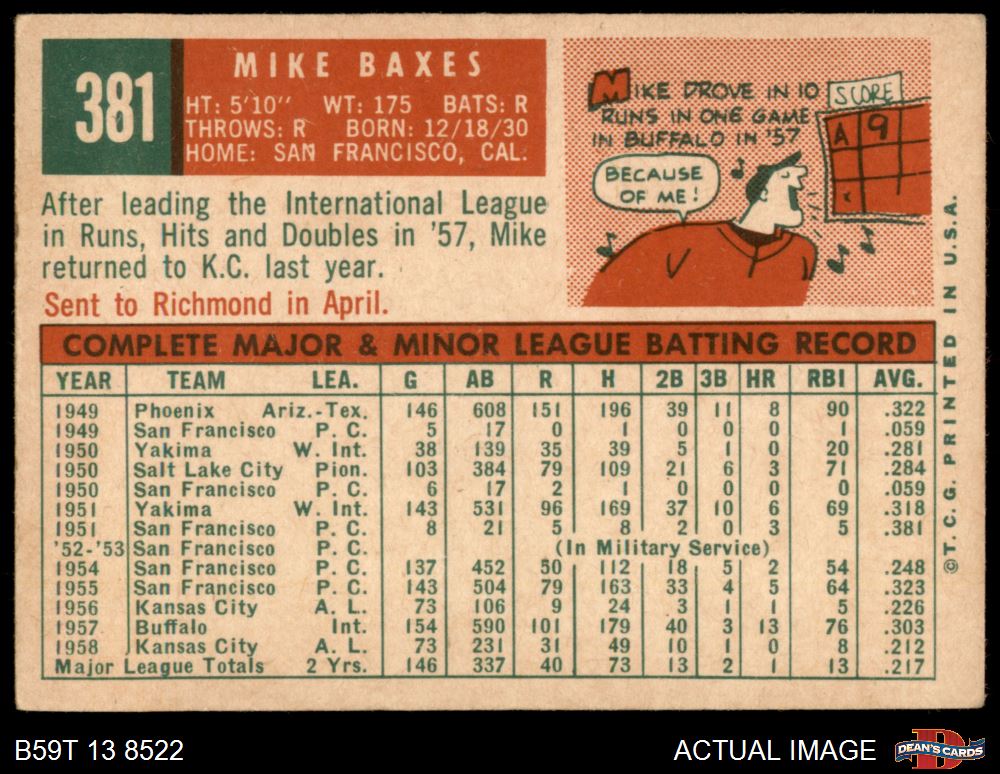 381
MIKE BAXES
HT: 5'10" WT: 175 BATS: R
THROWS: R BORN: 12/18/30
HOME: SAN FRANCISCO, CAL.
After leading the International League
in Runs, Hits and Doubles in '57, Mike
returned to K.C. last year.
Sent to Richmond in April.
MIKE DROVE IN 10
RUNS IN ONE GAME
IN BUFFALO IN '57
BECAUSE
OF ME!
SCORE
A 9
COMPLETE MAJOR & MINOR LEAGUE BATTING RECORD
YEAR TEAM LEA. G AB R H 2B 3B HR RBI AVG.
1949 Phoenix Ariz.-Tex. 146 608 151 196 39 11 8 90 .322
1949 San Francisco P. C. 5 17 0 1 0 0 0 1 .059
1950 Yakima W. Int. 38 139 35 39 5 1 0 20 .281
1950 Salt Lake City Pion. 103 384 79 109 21 6 3 71 .284
1950 San Francisco P. C. 6 17 2 1 0 0 0 0 .059
1951 Yakima W. Int. 143 531 96 169 37 10 6 69 .318
1951 San Francisco P. C. 8 21 5 8 2 0 3 5 .381
'52-'53 San Francisco P. C. (In Military Service)
1954 San Francisco P. C. 137 452 50 112 18 5 2 54 .248
1955 San Francisco P. C. 143 504 79 163 33 4 5 64 .323
1956 Kansas City A. L. 73 106 9 24 3 1 1 5 .226
1957 Buffalo Int. 154 590 101 179 40 3 13 76 .303
1958 Kansas City A. L. 73 231 31 49 10 1 0 8 .212
Major League Totals 2 Yrs. 146 337 40 73 13 2 1 13 .217
©T. C. G. PRINTED IN U.S.A.
B59T 13 8522
ACTUAL IMAGE
DEAN'S CARDS